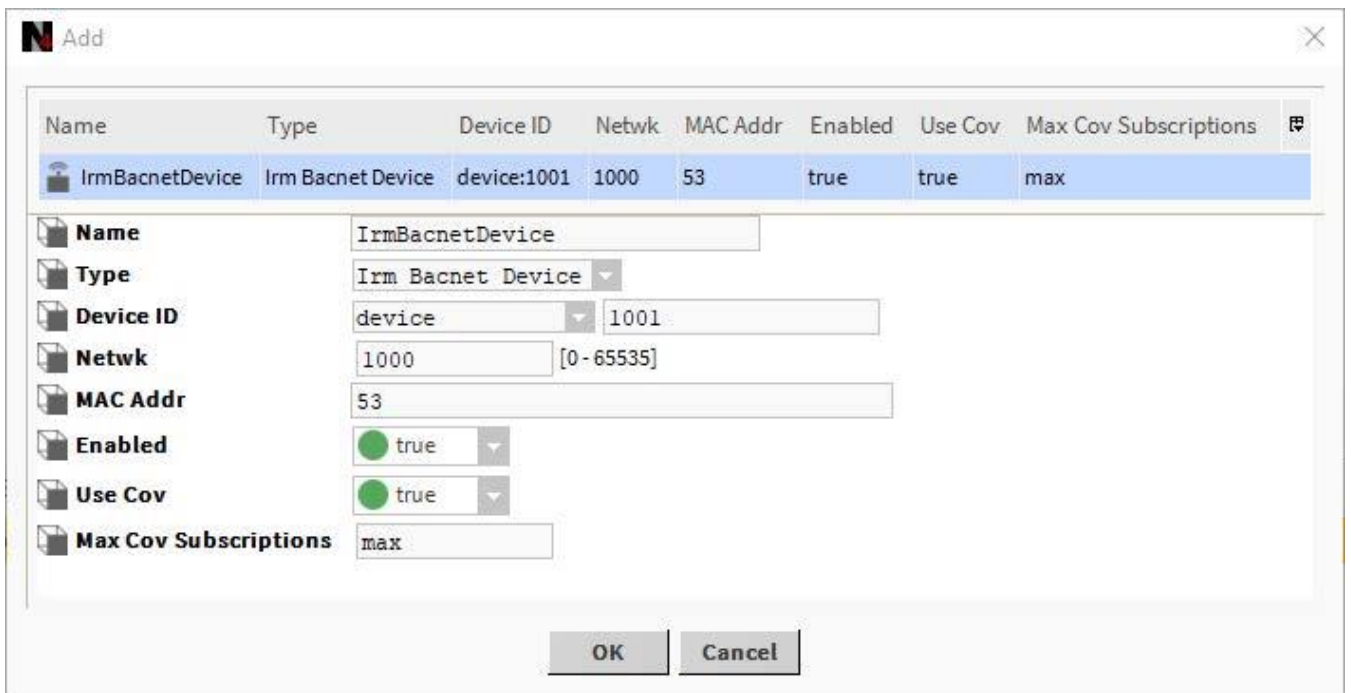 N4 Add
Name Type Device ID Netwk MAC Addr Enabled Use Cov Max Cov Subscriptions
IrmBacnetDevice Irm Bacnet Device device:1001 1000 53 true true max
Name IrmBacnetDevice
Type Irm Bacnet Device
Device ID device 1001
Netwk 1000 [0 - 65535]
MAC Addr 53
Enabled true
Use Cov true
Max Cov Subscriptions max
OK Cancel